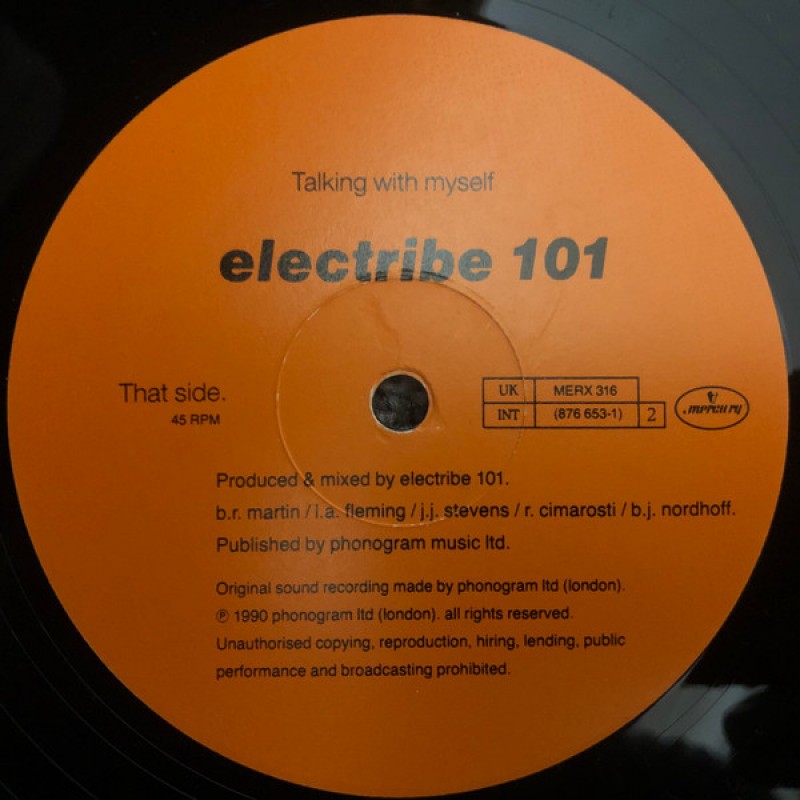 Talking with myself
electribe 101
That side.
45 RPM
UK MERX 316
INT (876 653-1) 2
mercury
Produced & mixed by electribe 101.
b.r. martin / l.a. fleming / j.j. stevens / r. cimarosti / b.j. nordhoff.
Published by phonogram music ltd.
Original sound recording made by phonogram ltd (london).
℗ 1990 phonogram ltd (london). all rights reserved.
Unauthorised copying, reproduction, hiring, lending, public
performance and broadcasting prohibited.